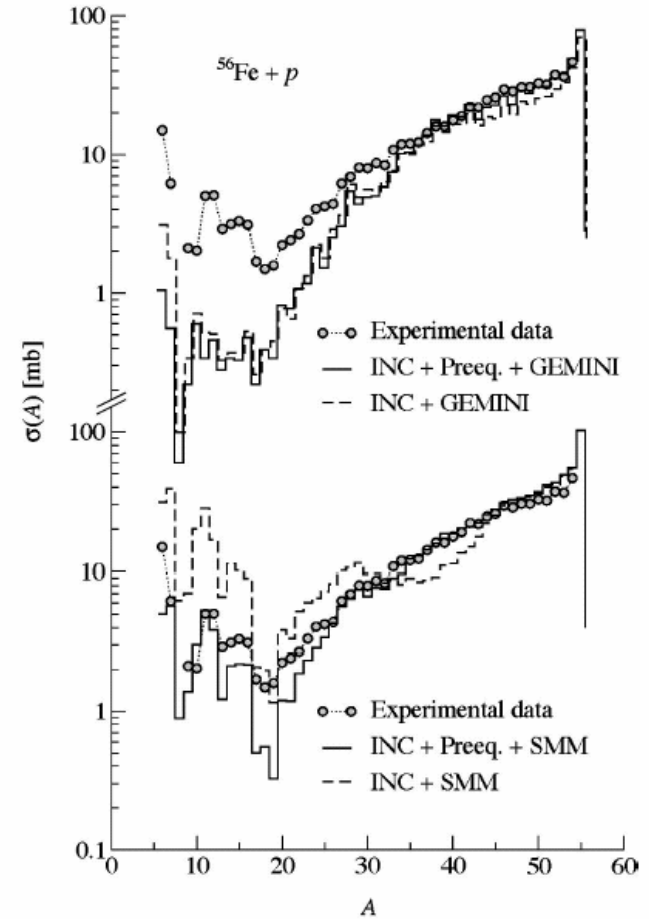 100
⁵⁶Fe + p
10
1
Experimental data
INC + Preeq. + GEMINI
INC + GEMINI
σ(A) [mb]
100
10
1
Experimental data
INC + Preeq. + SMM
INC + SMM
0.1
0 10 20 30 40 50 60
A